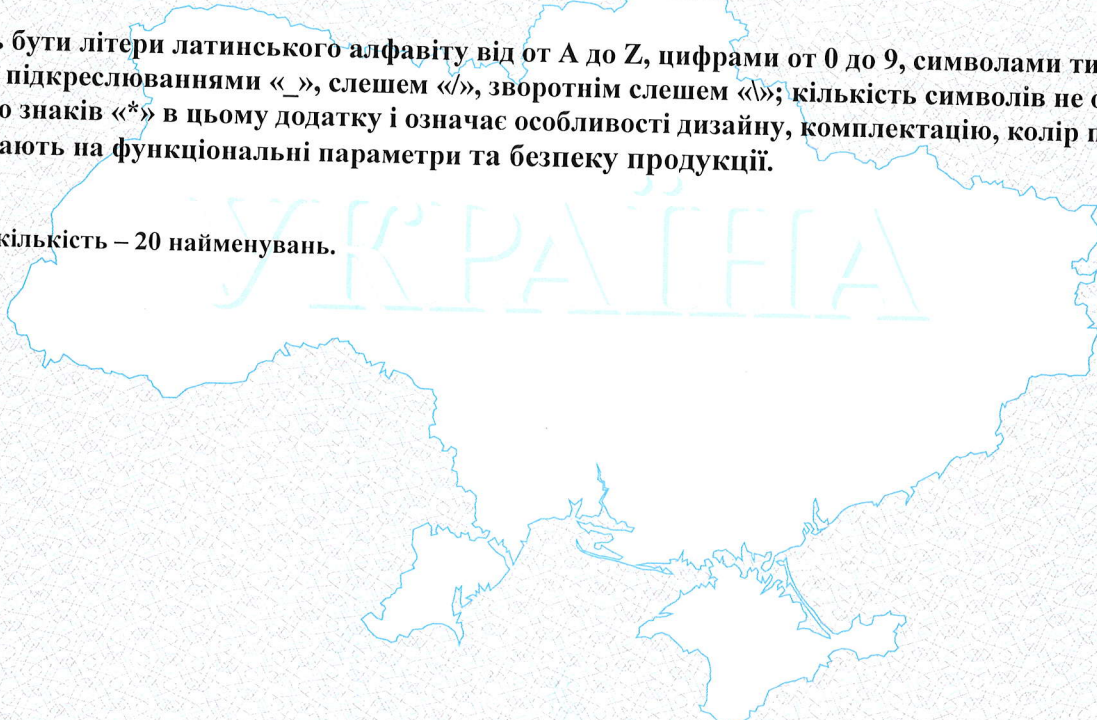 бути літери латинського алфавіту від от A до Z, цифрами от 0 до 9, символами
підкреслюваннями «_», слешем «/», зворотнім слешем «\»; кількість символів не
знаків «*» в цьому додатку і означає особливості дизайну, комплектацію, колір
на функціональні параметри та безпеку продукції.
кількість – 20 найменувань.
УКРАЇНА